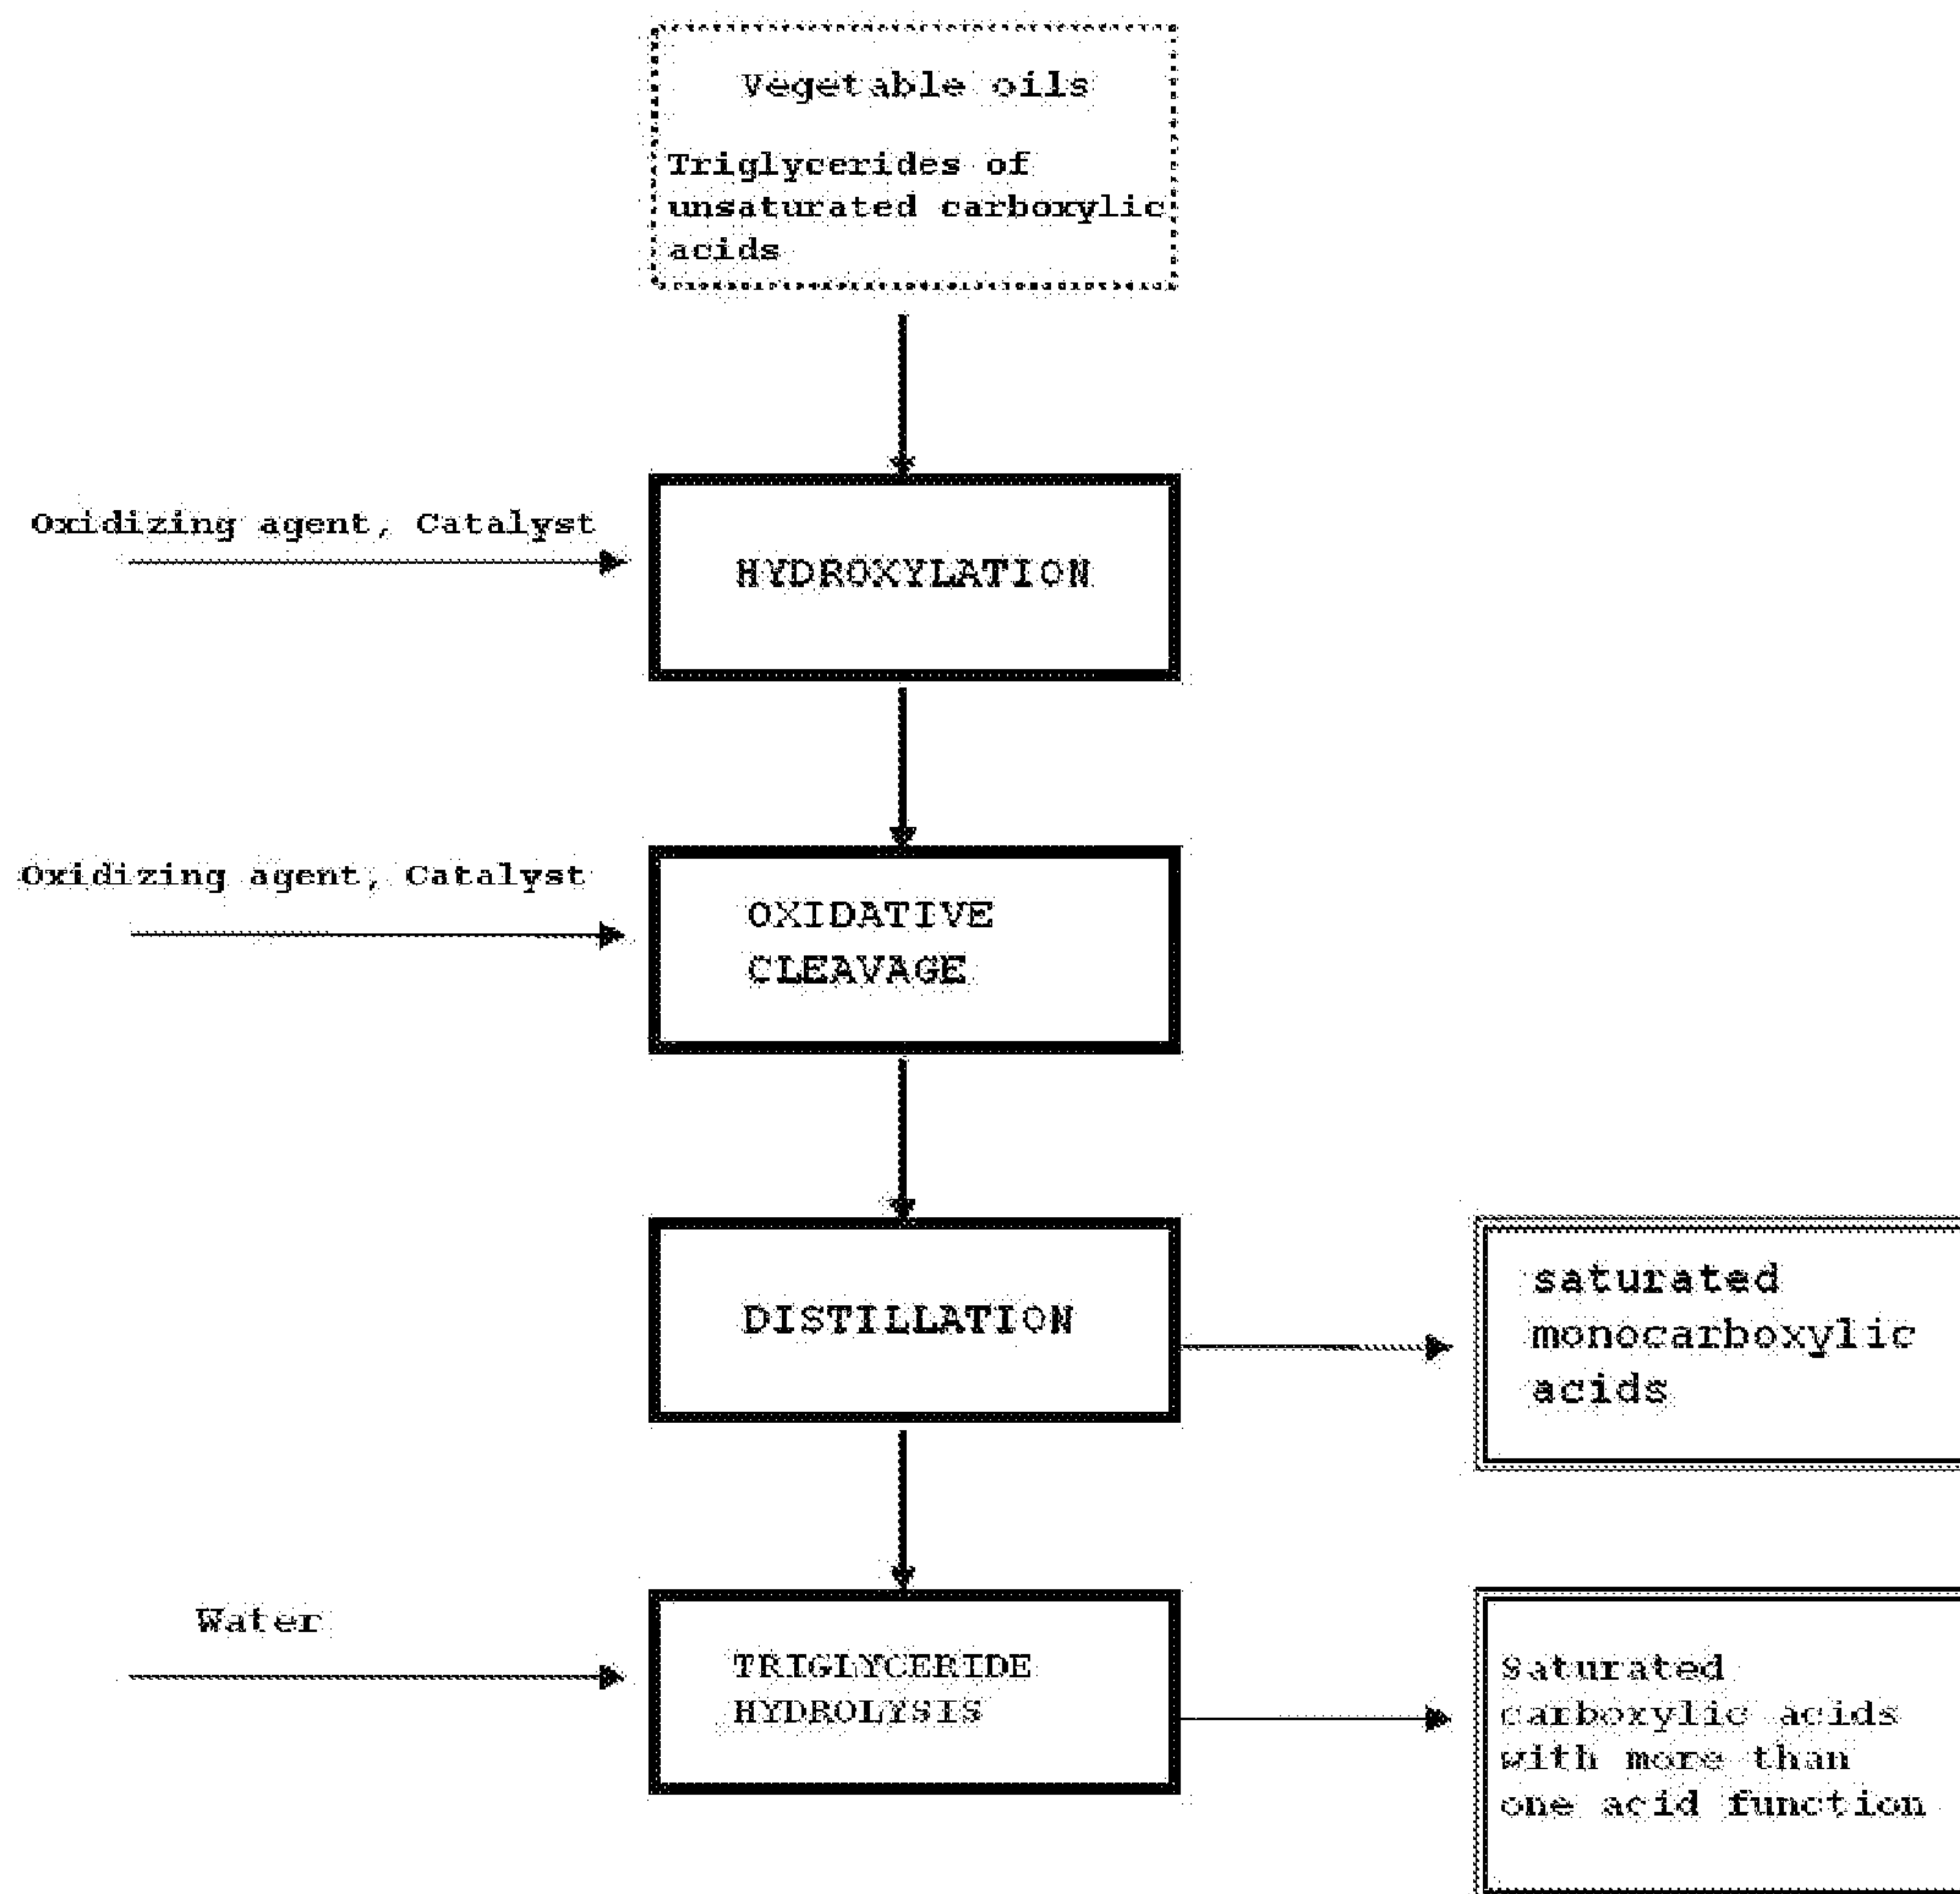 Vegetable oils
Triglycerides of
unsaturated carboxylic
acids
Oxidizing agent, Catalyst
HYDROXYLATION
Oxidizing agent, Catalyst
OXIDATIVE
CLEAVAGE
DISTILLATION
saturated
monocarboxylic
acids
Water
TRIGLYCERIDE
HYDROLYSIS
Saturated
carboxylic acids
with more than
one acid function